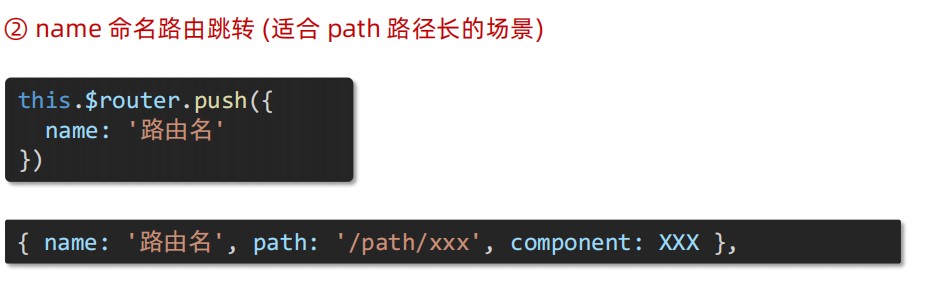 ② name 命名路由跳转 (适合 path 路径长的场景)
this.$router.push({
  name: '路由名'
})
{ name: '路由名', path: '/path/xxx', component: XXX },